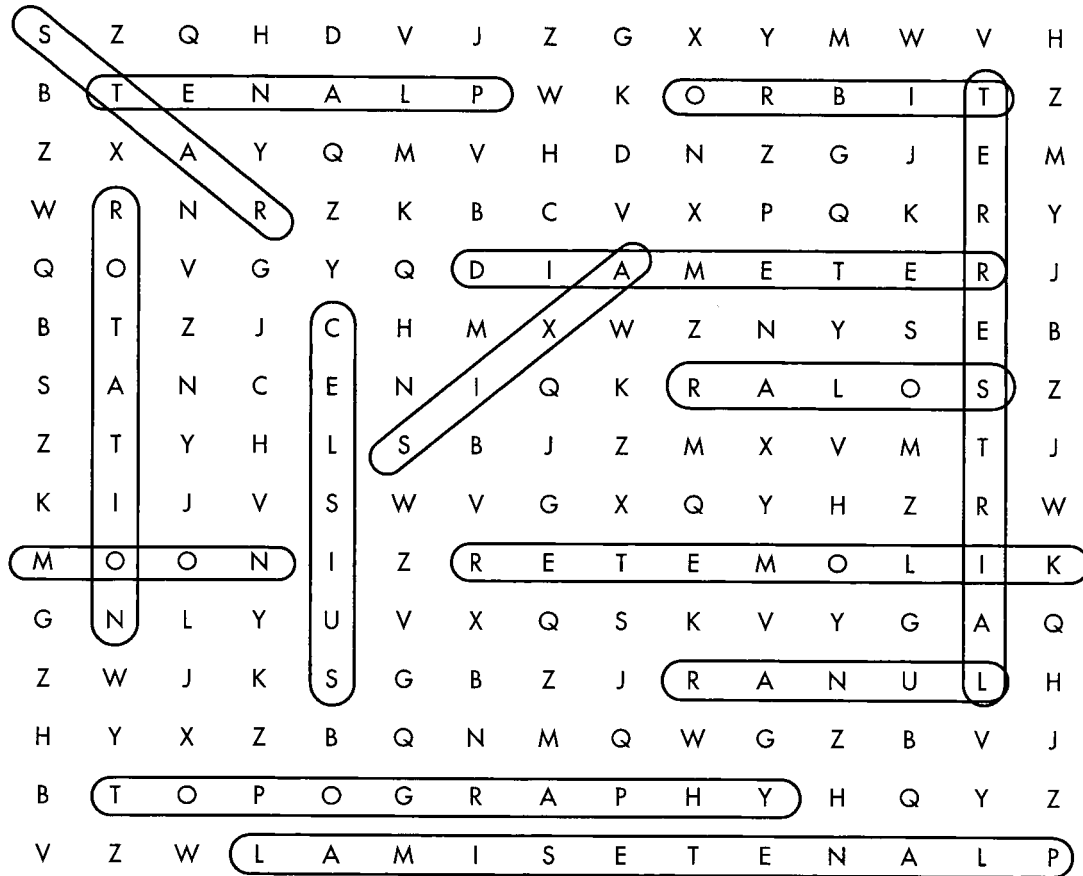 S Z Q H D V J Z G X Y M W V H
B T E N A L P W K O R B I T Z
Z X A Y Q M V H D N Z G J E M
W R N R Z K B C V X P Q K R Y
Q O V G Y Q D I A M E T E R J
B T Z J C H M X W Z N Y S E B
S A N C E N I Q K R A L O S Z
Z T Y H L S B J Z M X V M T J
K I J V S W V G X Q Y H Z R W
M O O N I Z R E T E M O L I K
G N L Y U V X Q S K V Y G A Q
Z W J K S G B Z J R A N U L H
H Y X Z B Q N M Q W G Z B V J
B T O P O G R A P H Y H Q Y Z
V Z W L A M I S E T E N A L P